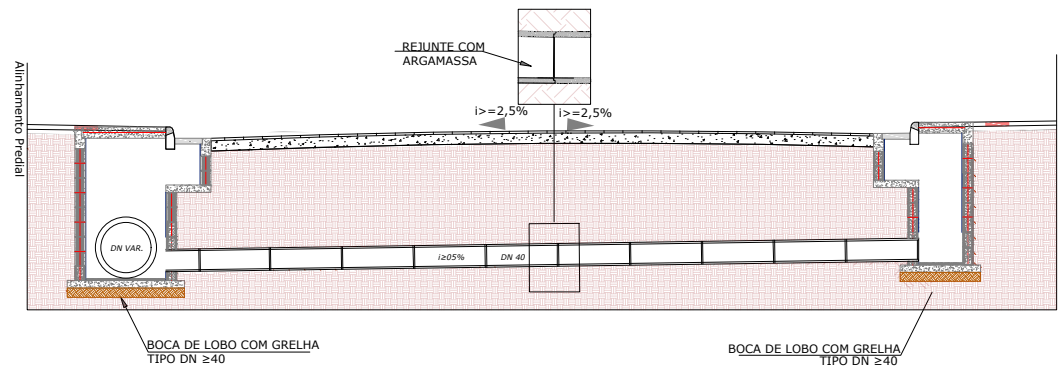 REJUNTE COM
ARGAMASSA
i>=2,5%
i>=2,5%
Alinhamento Predial
DN VAR.
i≥05%
DN 40
BOCA DE LOBO COM GRELHA
TIPO DN ≥40
BOCA DE LOBO COM GRELHA
TIPO DN ≥40